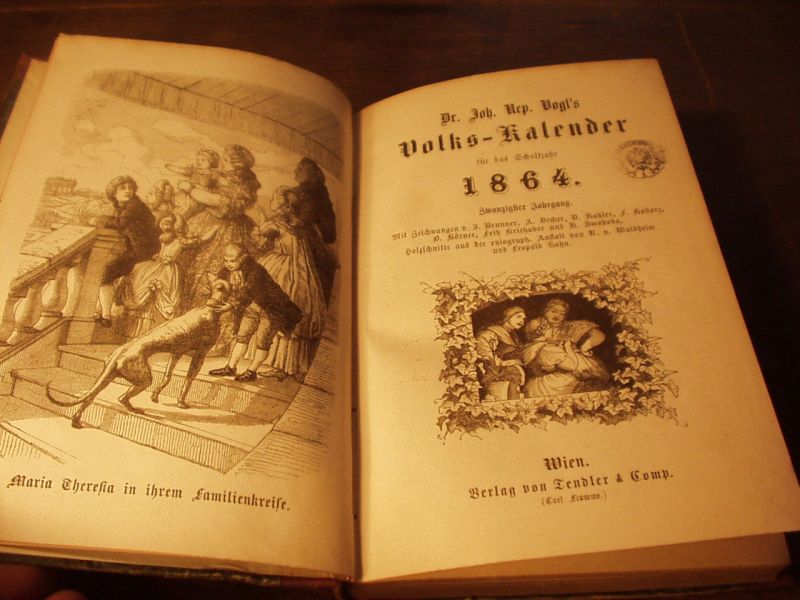 Maria Theresia in ihrem Familienkreise.
Dr. Joh. Nep. Vogl's
Volks-Kalender
für das Schaltjahr
1864.
Zwanzigster Jahrgang.
Mit Zeichnungen v. J. Brunner, A. Decker, V. Katzler, F. Kollarz,
D. Körner, Fritz Kriehuber und K. Swoboda,
Holzschnitte aus der xylograph. Anstalt von R. v. Waldheim
und Leopold Hahn.
Wien.
Verlag von Tendler & Comp.
(Carl Fromme.)